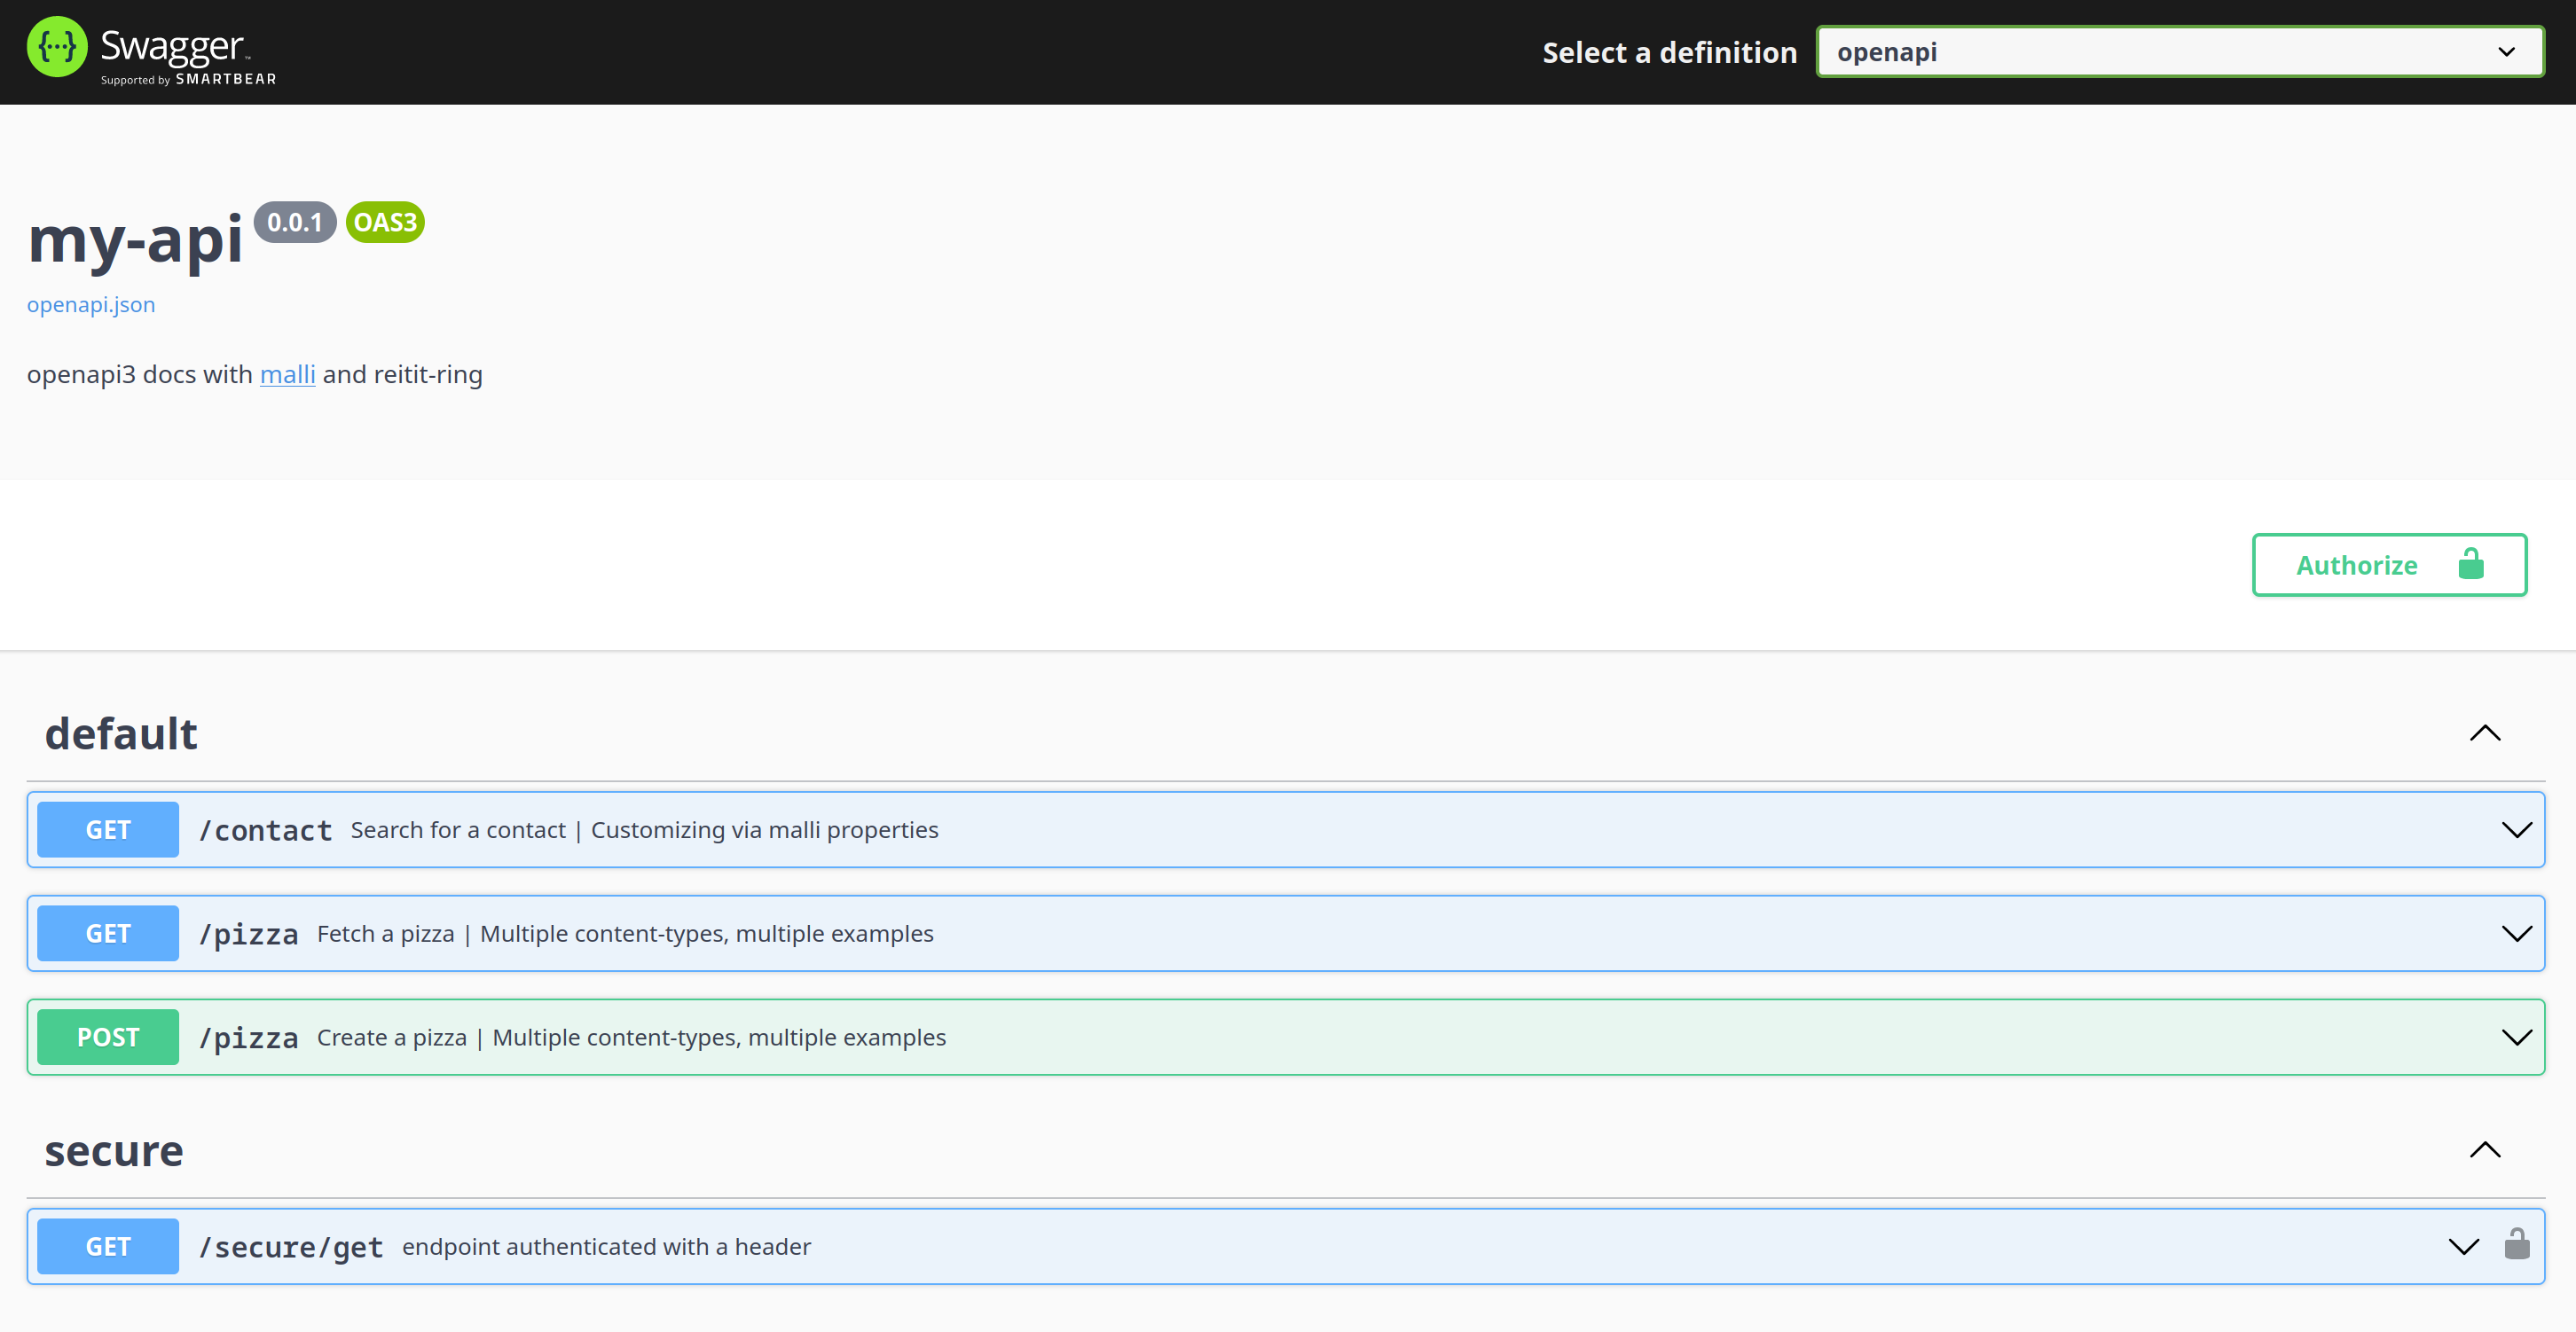 Swagger™
Supported by SMARTBEAR
Select a definition
openapi
my-api 0.0.1 OAS3
openapi.json
openapi3 docs with malli and reitit-ring
Authorize
default
GET /contact Search for a contact | Customizing via malli properties
GET /pizza Fetch a pizza | Multiple content-types, multiple examples
POST /pizza Create a pizza | Multiple content-types, multiple examples
secure
GET /secure/get endpoint authenticated with a header